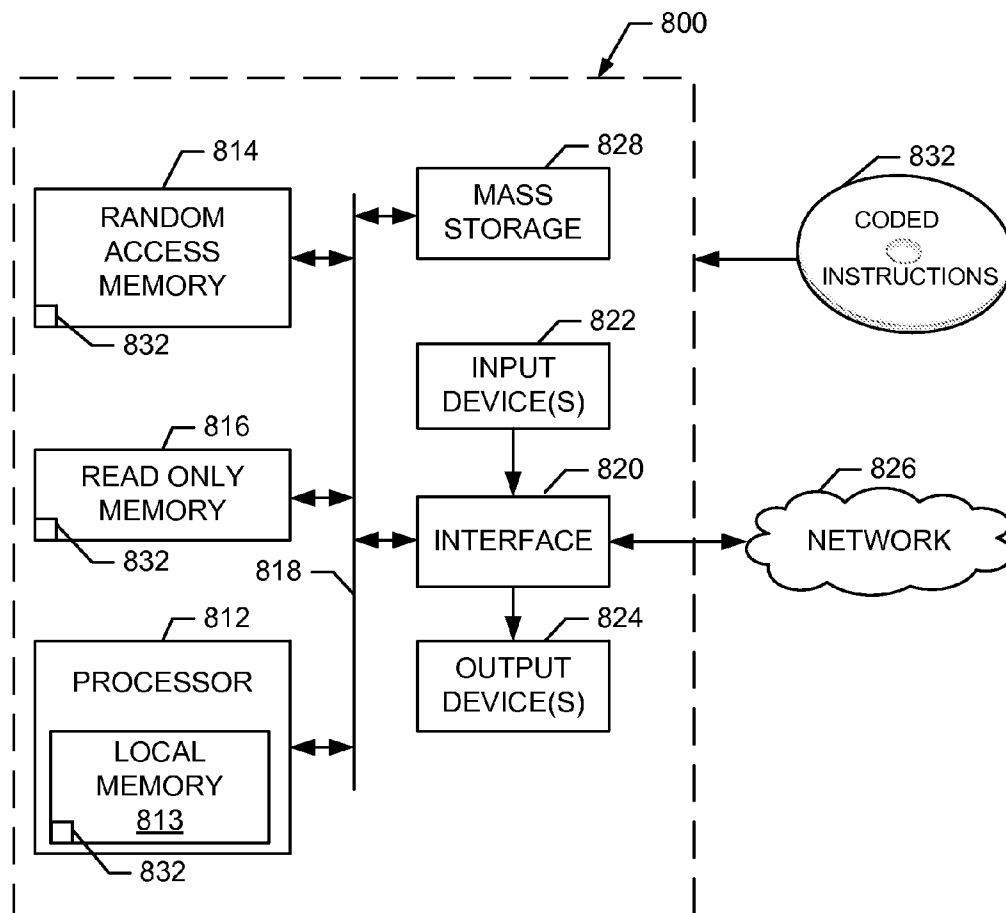 800
814
RANDOM
ACCESS
MEMORY
832
828
MASS
STORAGE
832
CODED
INSTRUCTIONS
822
INPUT
DEVICE(S)
816
READ ONLY
MEMORY
832
820
INTERFACE
826
NETWORK
818
812
PROCESSOR
LOCAL
MEMORY
813
832
824
OUTPUT
DEVICE(S)